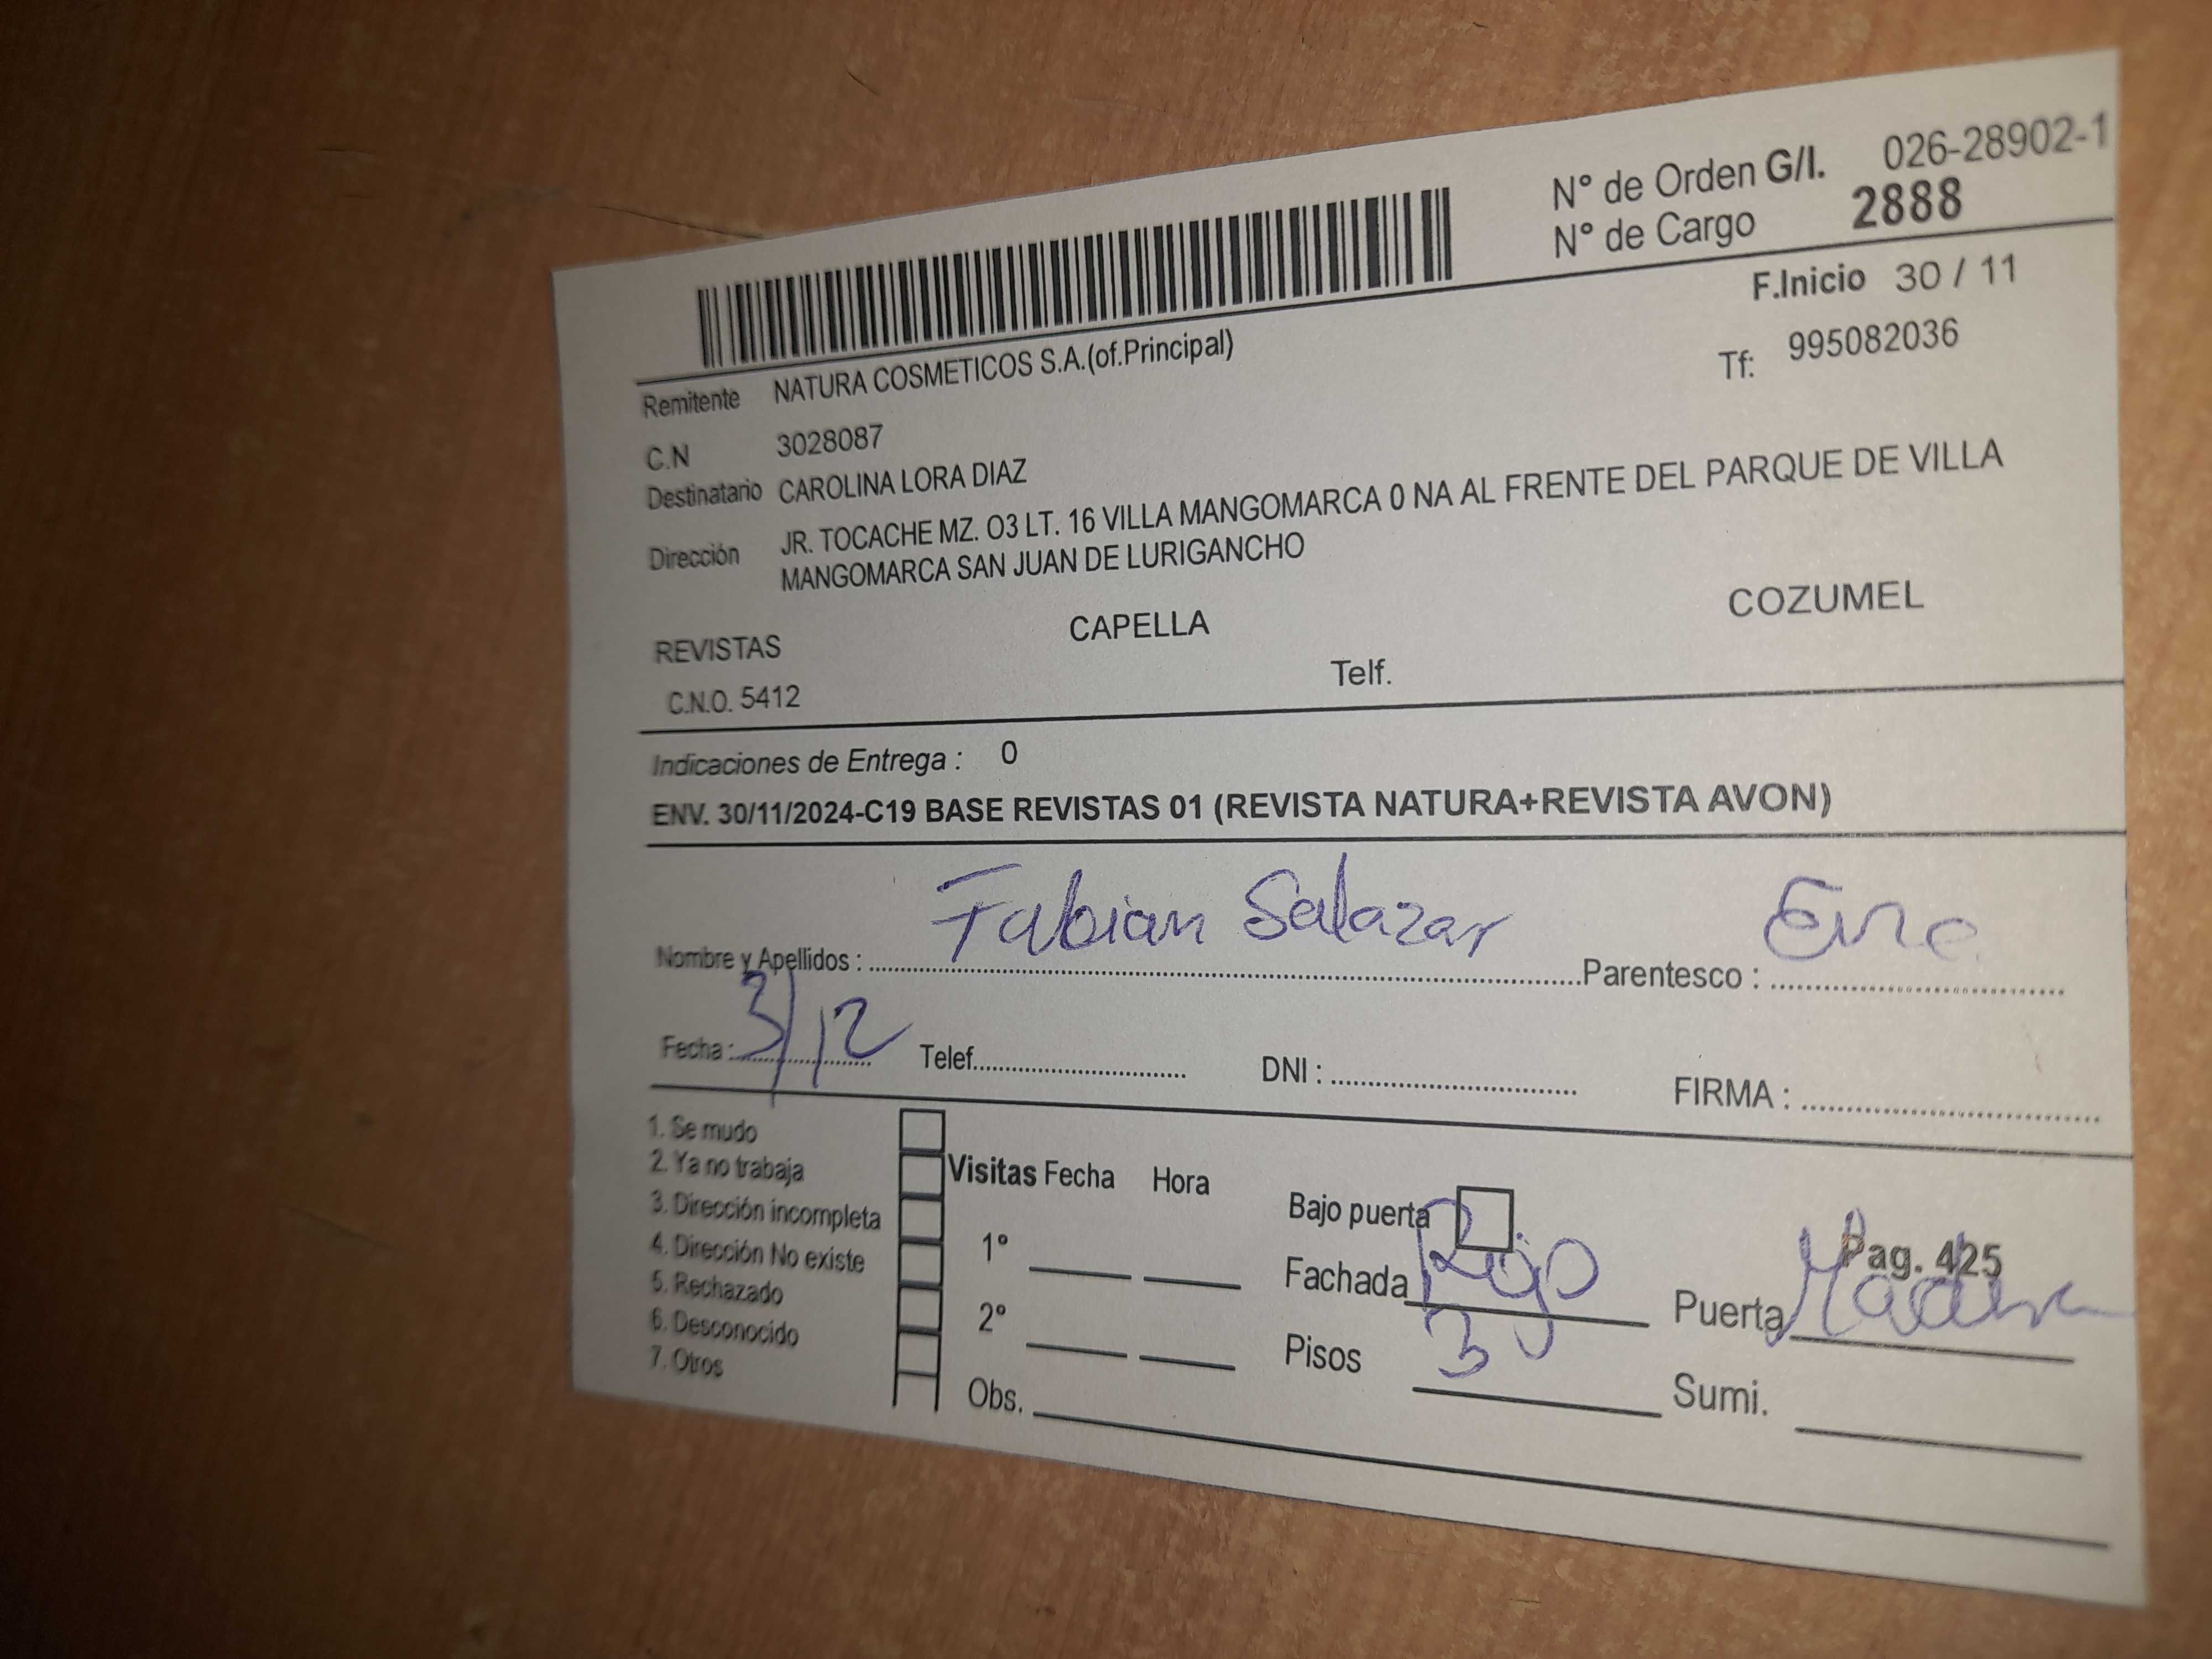 N° de Orden G/I. 026-28902-1
N° de Cargo 2888
F.Inicio 30 / 11
Remitente NATURA COSMETICOS S.A.(of.Principal)
Tf: 995082036
C.N 3028087
Destinatario CAROLINA LORA DIAZ
Dirección JR. TOCACHE MZ. O3 LT. 16 VILLA MANGOMARCA 0 NA AL FRENTE DEL PARQUE DE VILLA
MANGOMARCA SAN JUAN DE LURIGANCHO
REVISTAS CAPELLA COZUMEL
C.N.O. 5412 Telf.
Indicaciones de Entrega : 0
ENV. 30/11/2024-C19 BASE REVISTAS 01 (REVISTA NATURA+REVISTA AVON)
Nombre y Apellidos : Fabian Salazar Parentesco :
Fecha : 3/12 Telef. DNI : FIRMA :
1. Se mudo
2. Ya no trabaja
3. Dirección incompleta
4. Dirección No existe
5. Rechazado
6. Desconocido
7. Otros
Visitas Fecha Hora
1°
2°
Obs.
Bajo puerta
Fachada Rojo
Pisos 3
Pag. 425
Puerta Madera
Sumi.